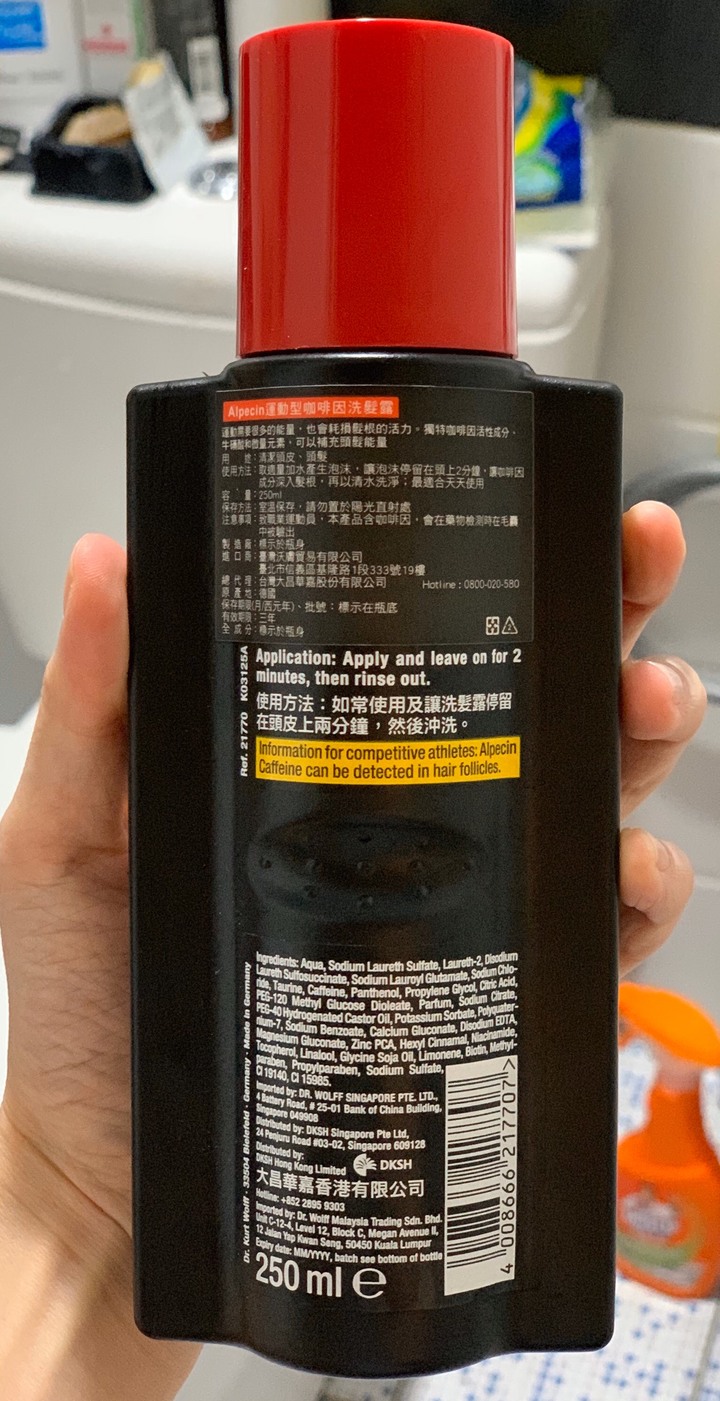 Alpecin運動型咖啡因洗髮露
運動需要很多的能量，也會耗損髮根的活力。獨特咖啡因活性成分、
牛磺酸和微量元素，可以補充頭髮能量
用　　途：清潔頭皮、頭髮
使用方法：取適量加水產生泡沫，讓泡沫停留在頭上2分鐘，讓咖啡因
成分深入髮根，再以清水洗淨；最適合天天使用
容　　量：250ml
保存方法：室溫保存，請勿置於陽光直射處
注意事項：致職業運動員，本產品含咖啡因，會在藥物檢測時在毛囊
中被驗出
製 造 廠：標示於瓶身
進 口 商：臺灣沃膚貿易有限公司
臺北市信義區基隆路1段333號19樓
總 代 理：台灣大昌華嘉股份有限公司 Hotline：0800-020-580
原 產 地：德國
保存期限(月/西元年)、批號：標示在瓶底
有效期限：三年
全 成 分：標示於瓶身
Ref. 21770 K03125A
Application: Apply and leave on for 2
minutes, then rinse out.
使用方法：如常使用及讓洗髮露停留
在頭皮上兩分鐘，然後沖洗。
Information for competitive athletes: Alpecin
Caffeine can be detected in hair follicles.
Dr. Kurt Wolff · 33504 Bielefeld · Germany · Made in Germany
Ingredients: Aqua, Sodium Laureth Sulfate, Laureth-2, Disodium
Laureth Sulfosuccinate, Sodium Lauroyl Glutamate, Sodium Chlo-
ride, Taurine, Caffeine, Panthenol, Propylene Glycol, Citric Acid,
PEG-120 Methyl Glucose Dioleate, Parfum, Sodium Citrate,
PEG-40 Hydrogenated Castor Oil, Potassium Sorbate, Polyquater-
nium-7, Sodium Benzoate, Calcium Gluconate, Disodium EDTA,
Magnesium Gluconate, Zinc PCA, Hexyl Cinnamal, Niacinamide,
Tocopherol, Linalool, Glycine Soja Oil, Limonene, Biotin, Methyl-
paraben, Propylparaben, Sodium Sulfate,
CI 19140, CI 15985.
Imported by: DR. WOLFF SINGAPORE PTE. LTD.,
4 Battery Road, # 25-01 Bank of China Building,
Singapore 049908
Distributed by: DKSH Singapore Pte Ltd,
24 Penjuru Road #03-02, Singapore 609128
Distributed by:
DKSH Hong Kong Limited DKSH
大昌華嘉香港有限公司
Hotline: +852 2895 9303
Imported by: Dr. Wolff Malaysia Trading Sdn. Bhd.
Unit C-12-4, Level 12, Block C, Megan Avenue II,
12 Jalan Yap Kwan Seng, 50450 Kuala Lumpur
Expiry date: MM/YYYY, batch see bottom of bottle
250 ml e
4 008666 217707 >